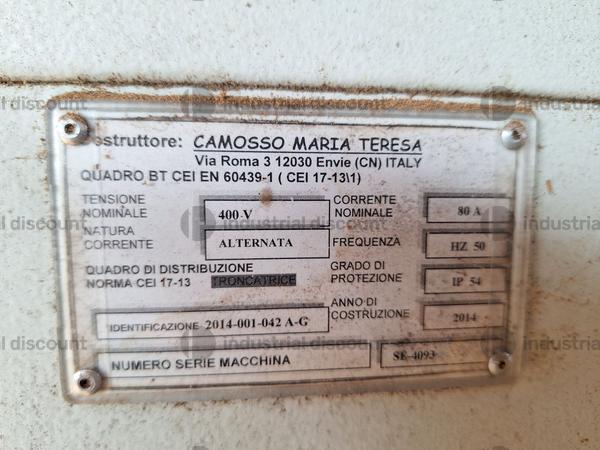 Costruttore: CAMOSSO MARIA TERESA
Via Roma 3 12030 Envie (CN) ITALY
QUADRO BT CEI EN 60439-1 ( CEI 17-13\1)
TENSIONE NOMINALE 400 V CORRENTE NOMINALE 80 A
NATURA CORRENTE ALTERNATA FREQUENZA HZ 50
QUADRO DI DISTRIBUZIONE NORMA CEI 17-13 TRONCATRICE GRADO DI PROTEZIONE IP 54
IDENTIFICAZIONE 2014-001-042 A-G ANNO DI COSTRUZIONE 2014
NUMERO SERIE MACCHINA SE-4093
industrial discount